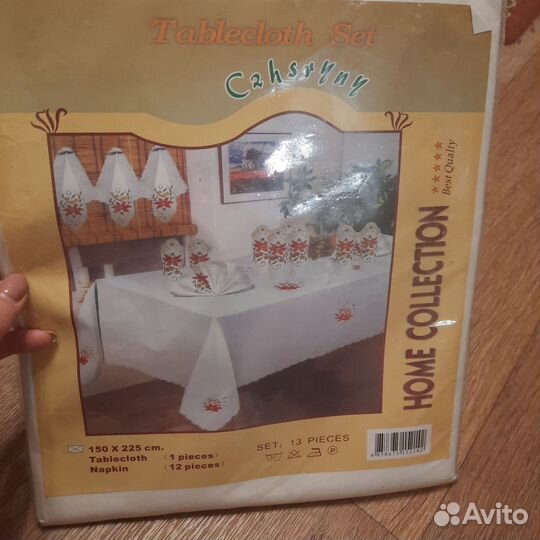 Tablecloth Set
Czhsryny
HOME COLLECTION
★★★★★
Best Quality
150 X 225 cm.
Tablecloth (1 pieces)
Napkin (12 pieces)
SET: 13 PIECES
P
Avito